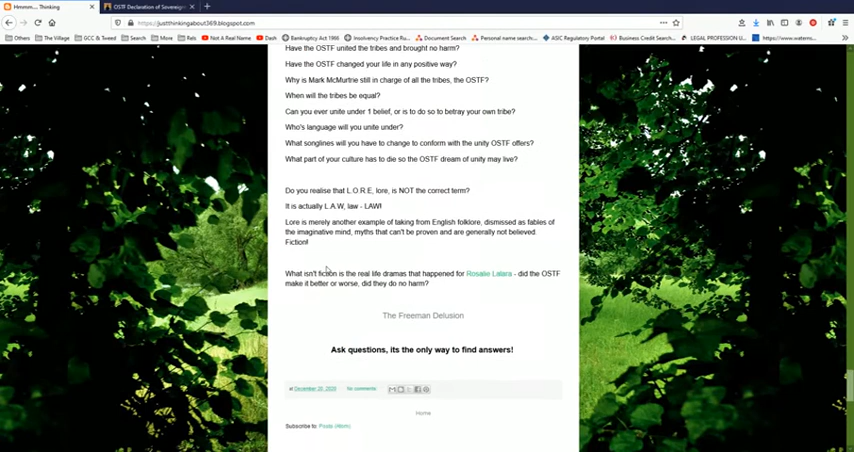 Hmmm.... Thinking
OSTF Declaration of Sovereign
https://justthinkingabout369.blogspot.com
Others
The Village
GCC & Tweed
Search
More
Rels
Not A Real Name
Dash
Bankruptcy Act 1966
Insolvency Practice Ru...
Document Search
Personal name search...
ASIC Regulatory Portal
Business Credit Sear...
LEGAL PROFESSION U...
https://www.waterns...
Have the OSTF united the tribes and brought no harm?
Have the OSTF changed your life in any positive way?
Why is Mark McMurtrie still in charge of all the tribes, the OSTF?
When will the tribes be equal?
Can you ever unite under 1 belief, or is to do so to betray your own tribe?
Who's language will you unite under?
What songlines will you have to change to conform with the unity OSTF offers?
What part of your culture has to die so the OSTF dream of unity may live?
Do you realise that L.O.R.E, lore, is NOT the correct term?
It is actually L.A.W, law - LAW!
Lore is merely another example of taking from English folklore, dismissed as fables of
the imaginative mind, myths that can't be proven and are generally not believed.
Fiction!
What isn't fiction is the real life dramas that happened for Rosalie Lalara - did the OSTF
make it better or worse, did they do no harm?
The Freeman Delusion
Ask questions, its the only way to find answers!
No comments:
Home
Subscribe to: Posts (Atom)